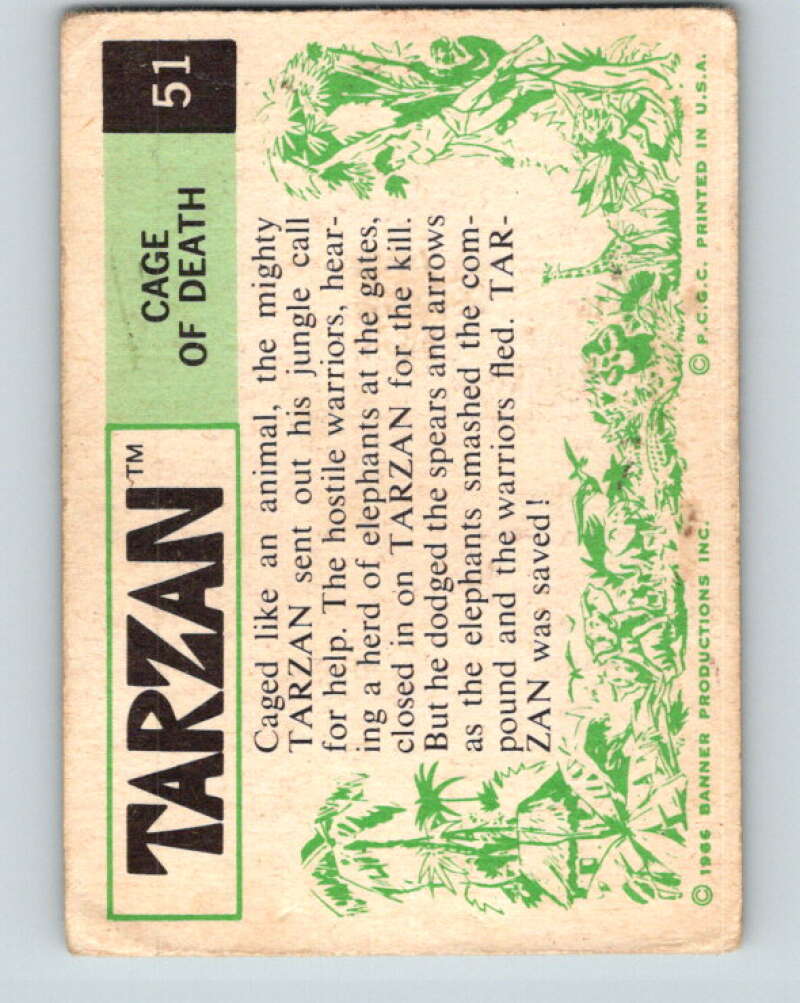 TARZAN™
CAGE
OF DEATH
51
Caged like an animal, the mighty
TARZAN sent out his jungle call
for help. The hostile warriors, hear-
ing a herd of elephants at the gates,
closed in on TARZAN for the kill.
But he dodged the spears and arrows
as the elephants smashed the com-
pound and the warriors fled. TAR-
ZAN was saved!
© 1966 BANNER PRODUCTIONS INC.
© P.C.G.C. PRINTED IN U.S.A.